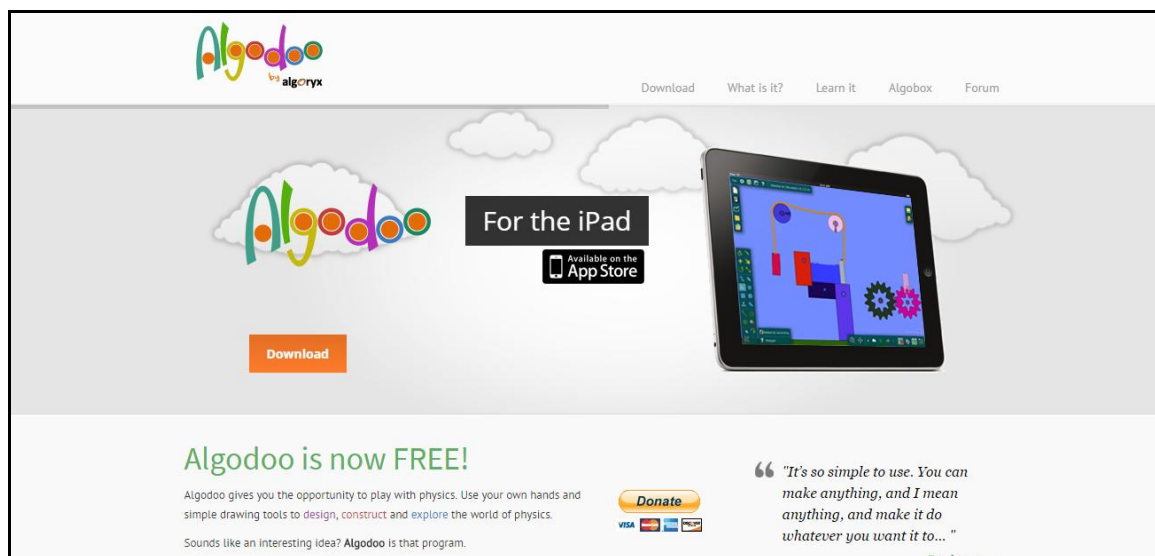 Algodoo
by algoryx
Download What is it? Learn it Algobox Forum
Algodoo
For the iPad
Available on the
App Store
Download
Algodoo is now FREE!
Algodoo gives you the opportunity to play with physics. Use your own hands and
simple drawing tools to design, construct and explore the world of physics.
Sounds like an interesting idea? Algodoo is that program.
Donate
VISA
"It's so simple to use. You can
make anything, and I mean
anything, and make it do
whatever you want it to... "